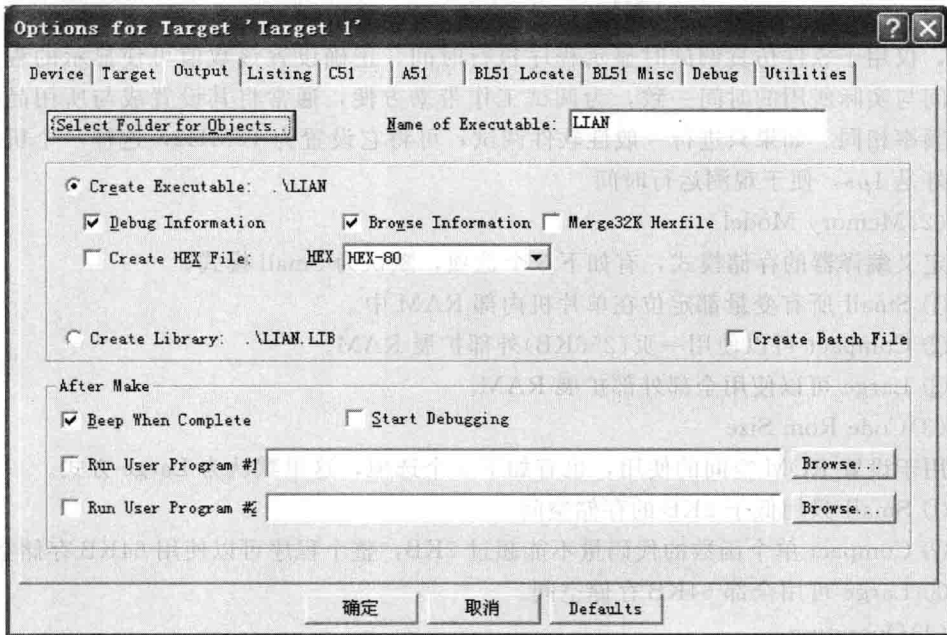 Options for Target 'Target 1'
Device Target Output Listing C51 A51 BL51 Locate BL51 Misc Debug Utilities
Select Folder for Objects... Name of Executable: LIAN
Create Executable: .\LIAN
Debug Information Browse Information Merge32K Hexfile
Create HEX File: HEX HEX-80
Create Library: .\LIAN.LIB Create Batch File
After Make
Beep When Complete Start Debugging
Run User Program #1 Browse...
Run User Program #2 Browse...
确定 取消 Defaults